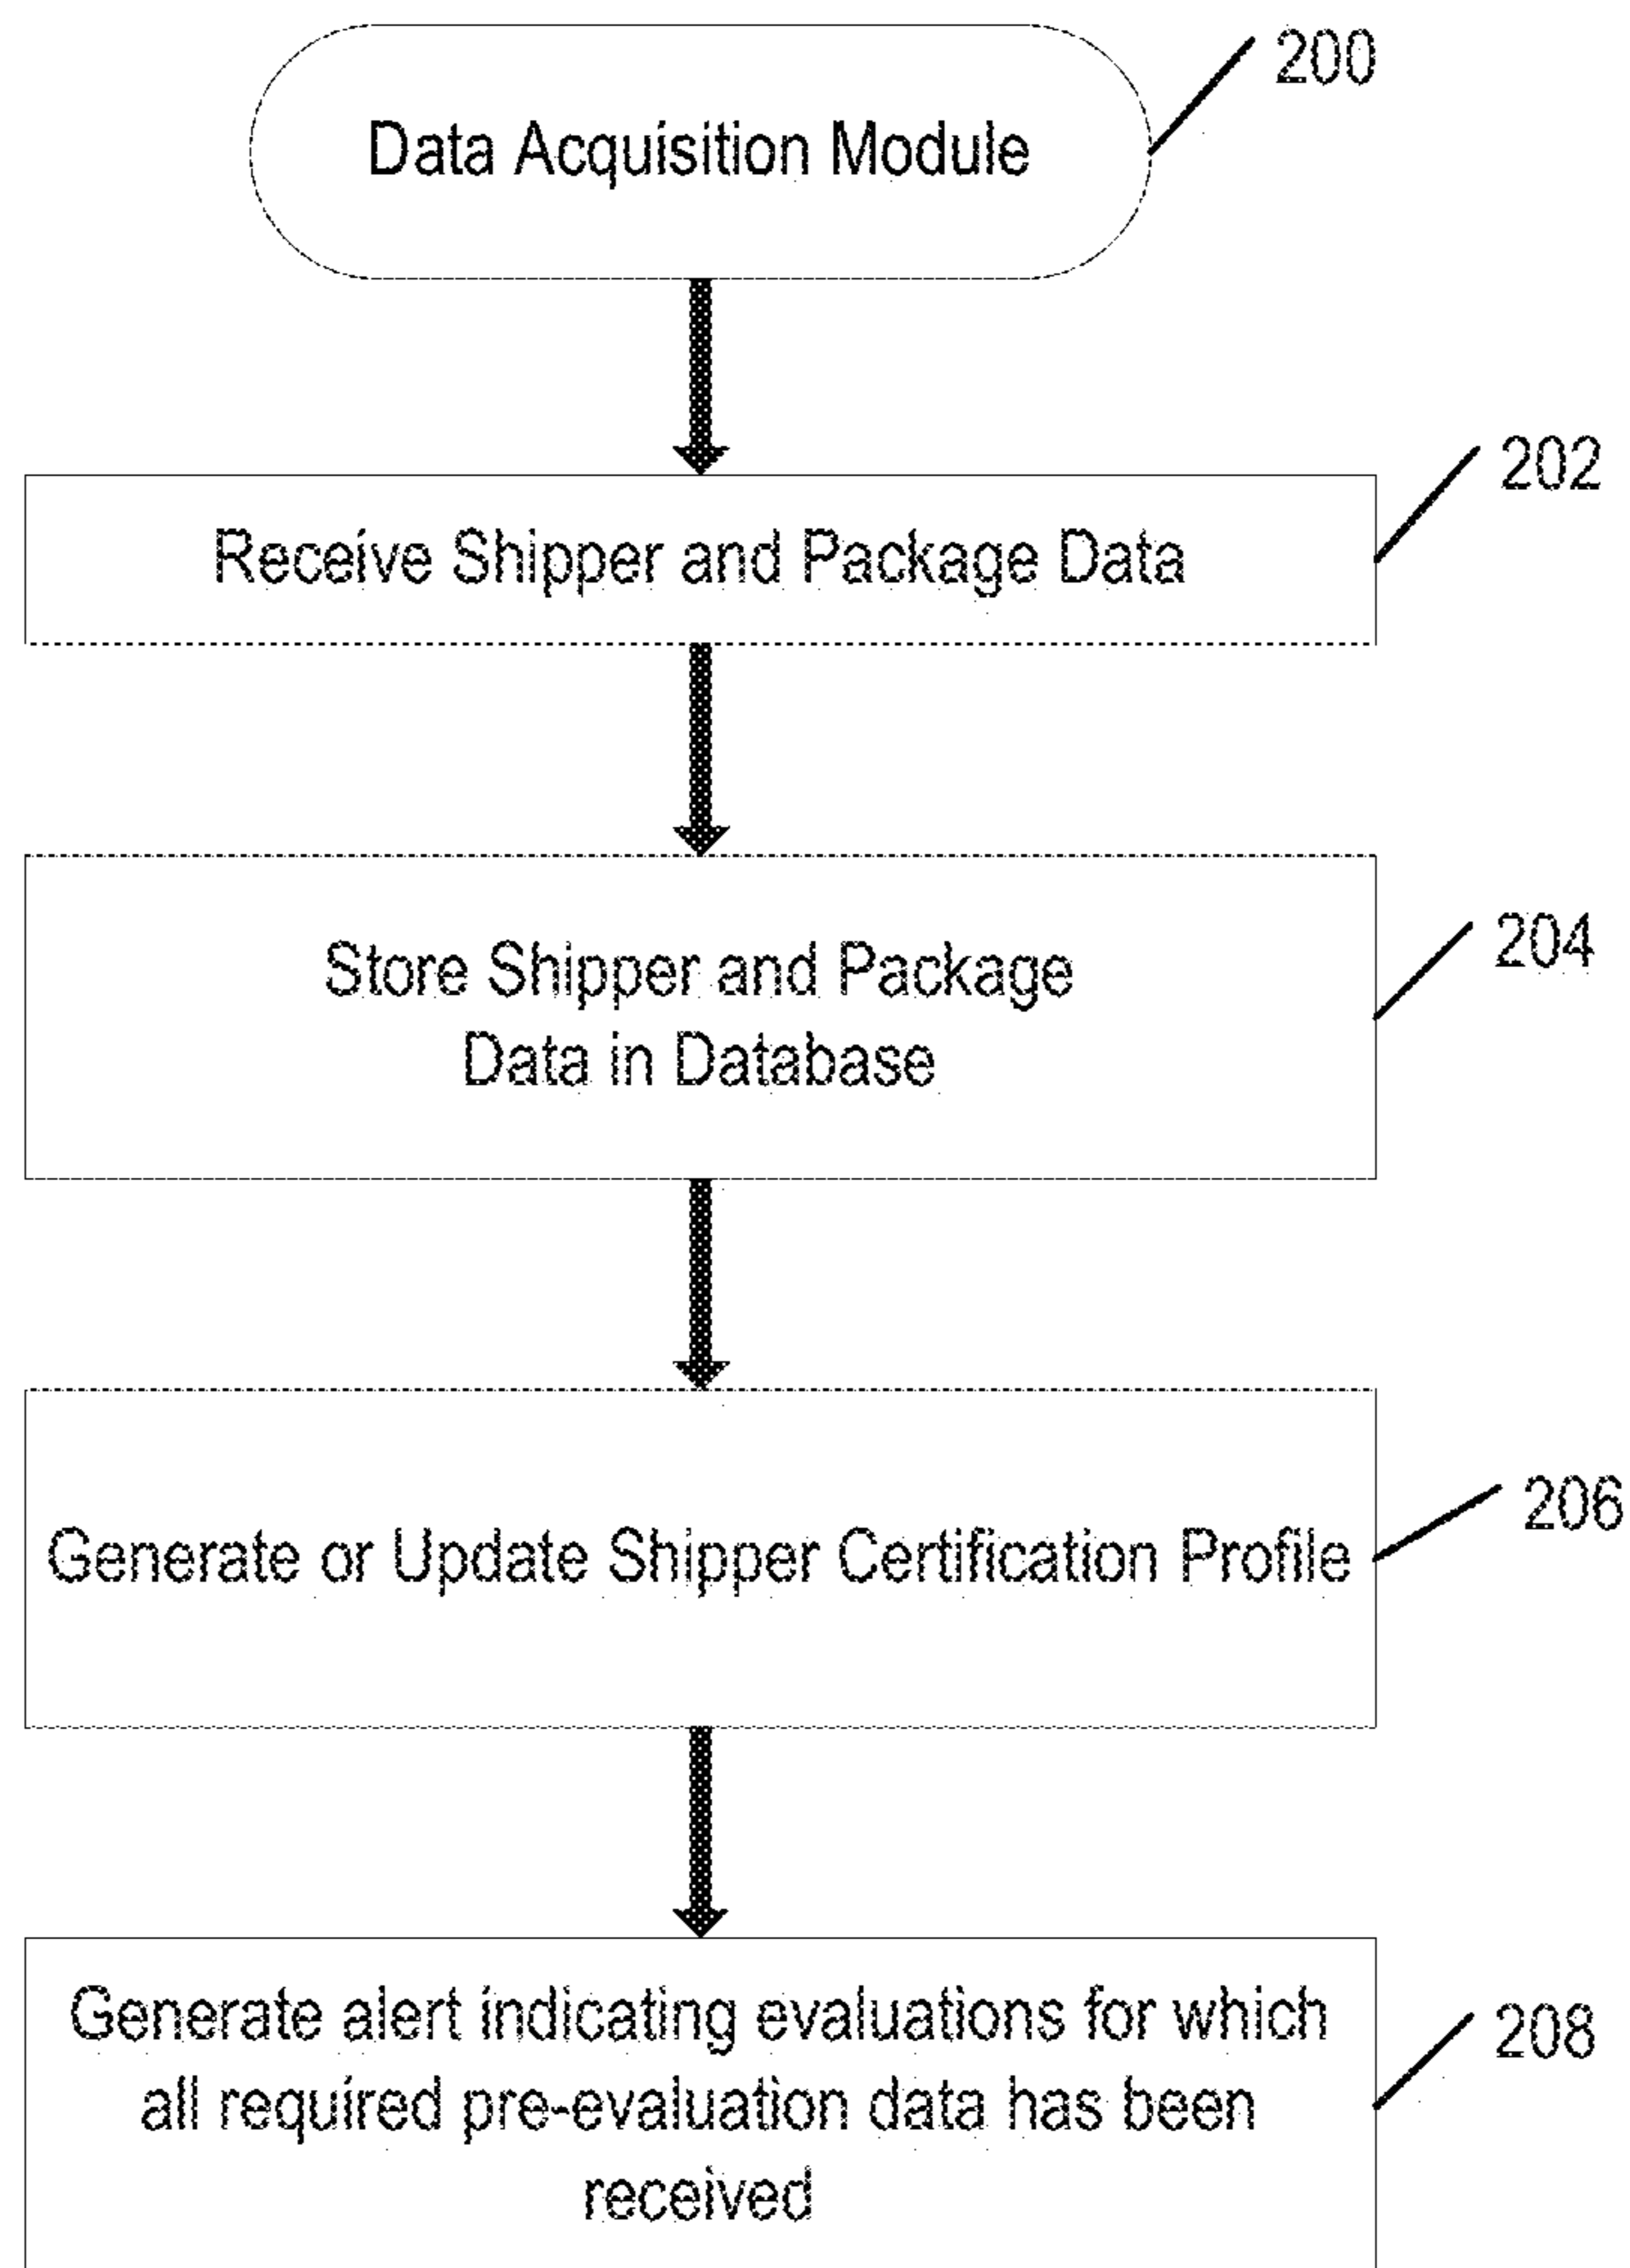 200
Data Acquisition Module
202
Receive Shipper and Package Data
204
Store Shipper and Package
Data in Database
206
Generate or Update Shipper Certification Profile
208
Generate alert indicating evaluations for which
all required pre-evaluation data has been
received